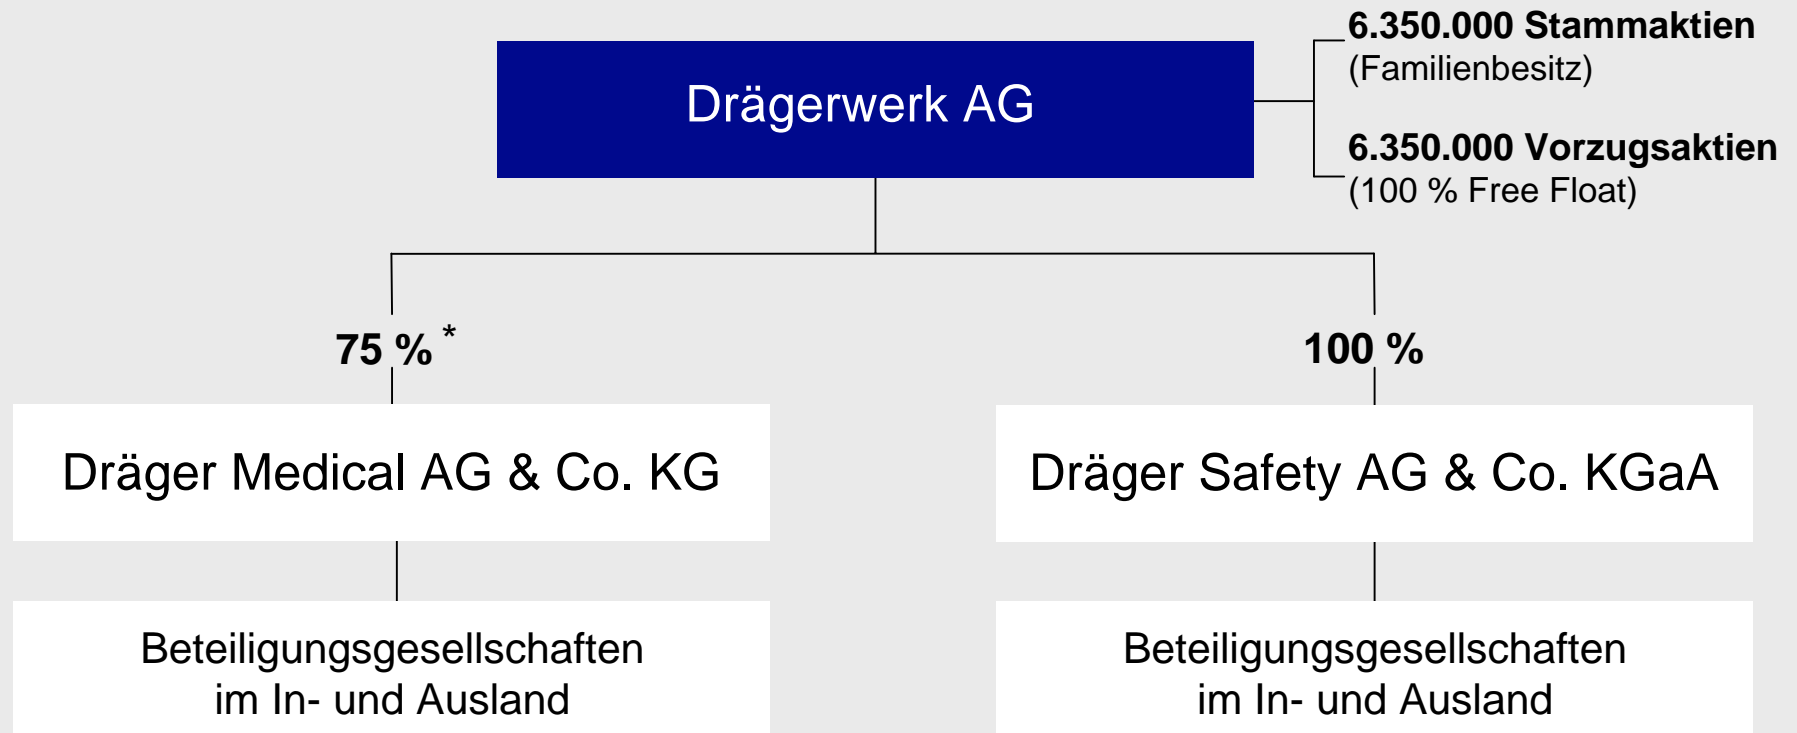 6.350.000 Stammaktien
(Familienbesitz)
Drägerwerk AG
6.350.000 Vorzugsaktien
(100 % Free Float)
75 % *
100 %
Dräger Medical AG & Co. KG
Dräger Safety AG & Co. KGaA
Beteiligungsgesellschaften
im In- und Ausland
Beteiligungsgesellschaften
im In- und Ausland